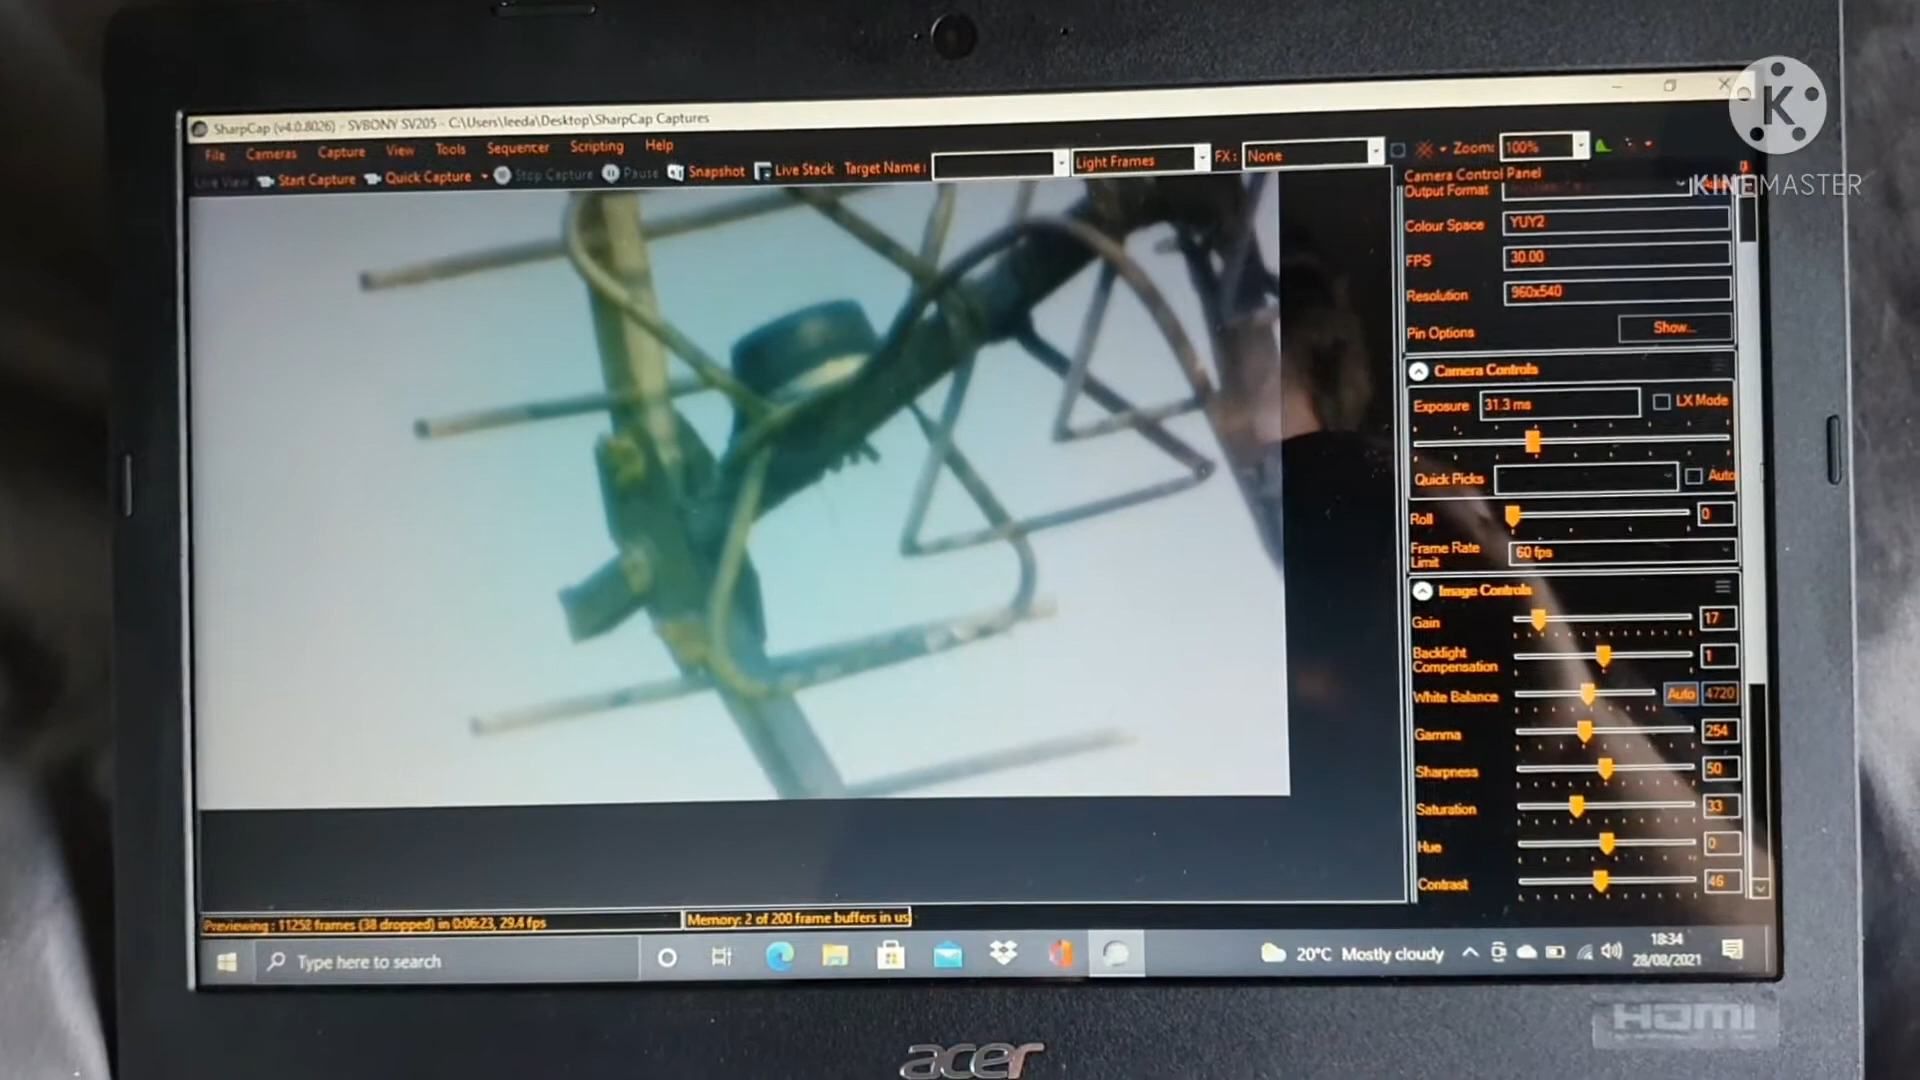 SharpCap (v4.0.8026) - SVBONY SV205 - C:\Users\leeda\Desktop\SharpCap Captures
File Cameras Capture View Tools Sequencer Scripting Help
Live View Start Capture Quick Capture Stop Capture Pause Snapshot Live Stack Target Name: Light Frames FX: None Zoom: 100%
K
KINEMASTER
Camera Control Panel
Output Format
Colour Space YUY2
FPS 30.00
Resolution 960x540
Pin Options Show...
Camera Controls
Exposure 31.3 ms LX Mode
Quick Picks Auto
Roll 0
Frame Rate Limit 60 fps
Image Controls
Gain 17
Backlight Compensation 1
White Balance Auto 4720
Gamma 254
Sharpness 50
Saturation 33
Hue 0
Contrast 46
Previewing : 11252 frames (38 dropped) in 0:06:23, 29.4 fps
Memory: 2 of 200 frame buffers in us
Type here to search
20°C Mostly cloudy
18:34
28/08/2021
HDMI
acer